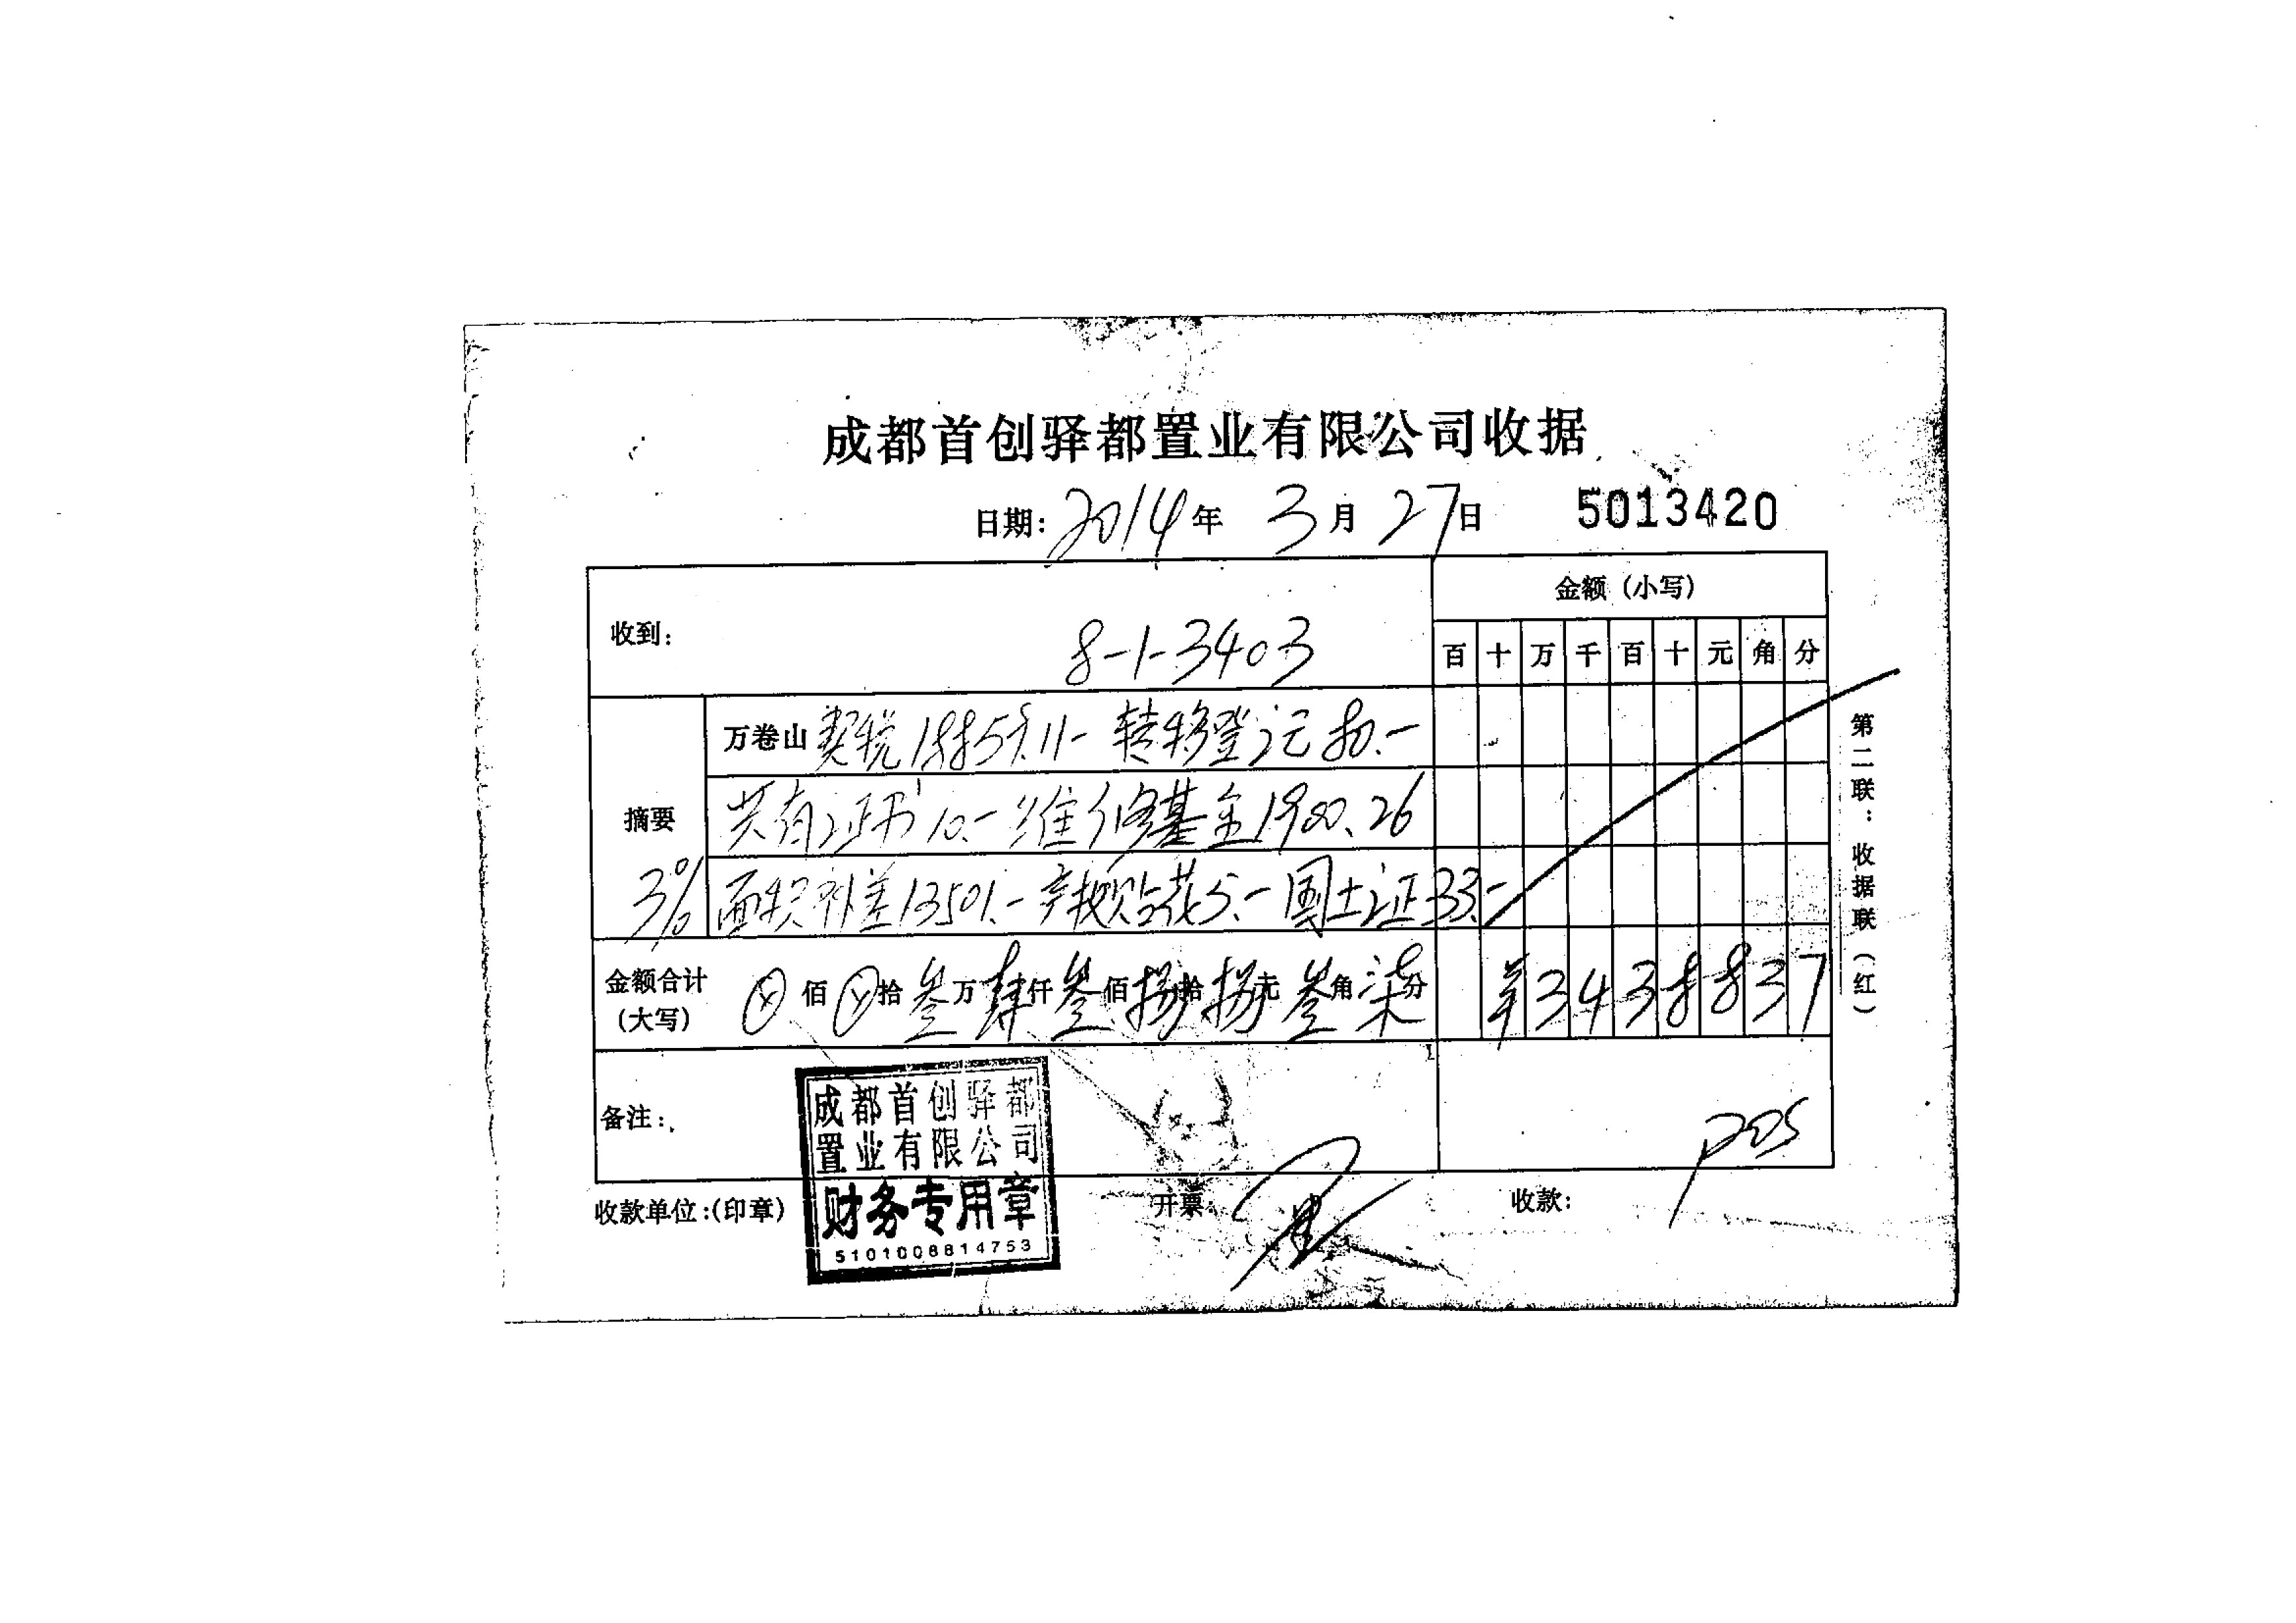 成都首创驿都置业有限公司收据
日期: 2014年 3月 27日 5013420
收到: 8-1-3403 金额（小写）
百 十 万 千 百 十 元 角 分
摘要 3%
万卷山 契税18859.11- 转移登记80.-
共有证书10.- 维修基金1900.26
面积补差13501.- 产权贴花5.- 国土证33.-
金额合计（大写） ⊗佰⊗拾叁万肆仟叁佰捌拾捌元叁角柒分 ¥3438837
备注:
POS
收款单位:(印章) 开票: 收款:
成都首创驿都
置业有限公司
财务专用章
5101008814753
第二联：收据联（红）